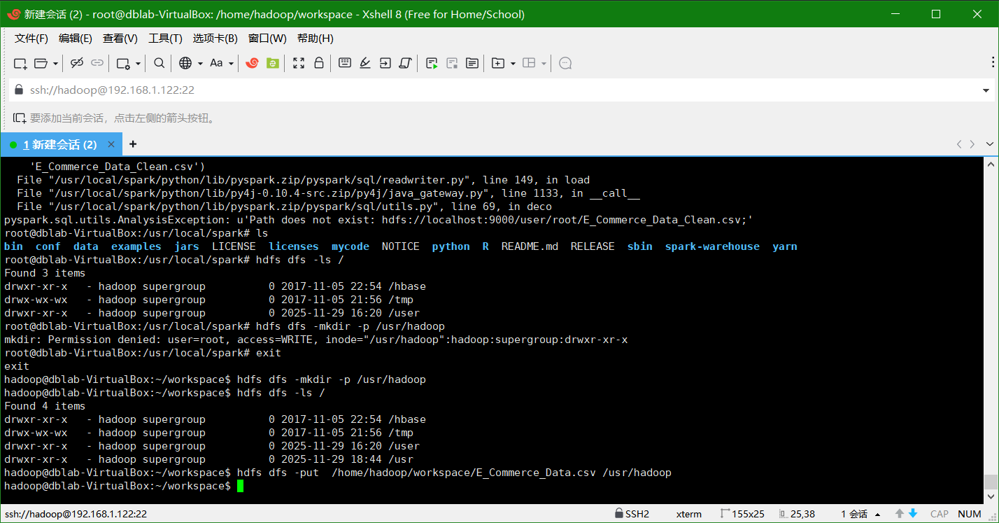 新建会话 (2) - root@dblab-VirtualBox: /home/hadoop/workspace - Xshell 8 (Free for Home/School)
文件(F) 编辑(E) 查看(V) 工具(T) 选项卡(B) 窗口(W) 帮助(H)
Aa
ssh://hadoop@192.168.1.122:22
要添加当前会话，点击左侧的箭头按钮。
1 新建会话 (2)
    'E_Commerce_Data_Clean.csv')
  File "/usr/local/spark/python/lib/pyspark.zip/pyspark/sql/readwriter.py", line 149, in load
  File "/usr/local/spark/python/lib/py4j-0.10.4-src.zip/py4j/java_gateway.py", line 1133, in __call__
  File "/usr/local/spark/python/lib/pyspark.zip/pyspark/sql/utils.py", line 69, in deco
pyspark.sql.utils.AnalysisException: u'Path does not exist: hdfs://localhost:9000/user/root/E_Commerce_Data_Clean.csv;'
root@dblab-VirtualBox:/usr/local/spark# ls
bin  conf  data  examples  jars  LICENSE  licenses  mycode  NOTICE  python  R  README.md  RELEASE  sbin  spark-warehouse  yarn
root@dblab-VirtualBox:/usr/local/spark# hdfs dfs -ls /
Found 3 items
drwxr-xr-x   - hadoop supergroup          0 2017-11-05 22:54 /hbase
drwx-wx-wx   - hadoop supergroup          0 2017-11-05 21:56 /tmp
drwxr-xr-x   - hadoop supergroup          0 2025-11-29 16:20 /user
root@dblab-VirtualBox:/usr/local/spark# hdfs dfs -mkdir -p /usr/hadoop
mkdir: Permission denied: user=root, access=WRITE, inode="/usr/hadoop":hadoop:supergroup:drwxr-xr-x
root@dblab-VirtualBox:/usr/local/spark# exit
exit
hadoop@dblab-VirtualBox:~/workspace$ hdfs dfs -mkdir -p /usr/hadoop
hadoop@dblab-VirtualBox:~/workspace$ hdfs dfs -ls /
Found 4 items
drwxr-xr-x   - hadoop supergroup          0 2017-11-05 22:54 /hbase
drwx-wx-wx   - hadoop supergroup          0 2017-11-05 21:56 /tmp
drwxr-xr-x   - hadoop supergroup          0 2025-11-29 16:20 /user
drwxr-xr-x   - hadoop supergroup          0 2025-11-29 18:44 /usr
hadoop@dblab-VirtualBox:~/workspace$ hdfs dfs -put  /home/hadoop/workspace/E_Commerce_Data.csv /usr/hadoop
hadoop@dblab-VirtualBox:~/workspace$
ssh://hadoop@192.168.1.122:22 SSH2 xterm 155x25 25,38 1 会话 CAP NUM